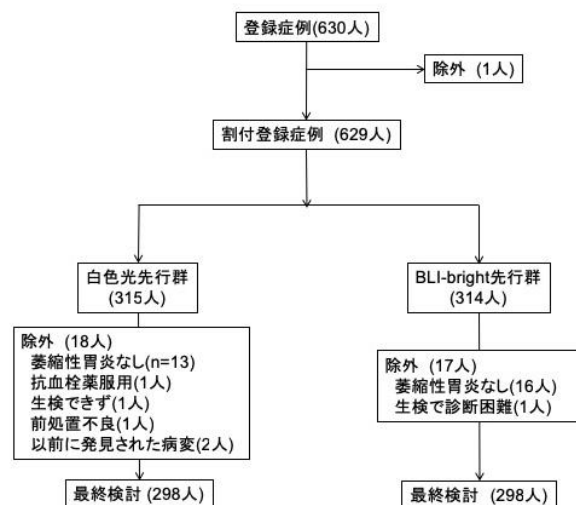 登録症例(630人)
除外 (1人)
割付登録症例 (629人)
白色光先行群
(315人)
BLI-bright先行群
(314人)
除外 (18人)
萎縮性胃炎なし(n=13)
抗血栓薬服用(1人)
生検できず(1人)
前処置不良(1人)
以前に発見された病変(2人)
除外 (17人)
萎縮性胃炎なし(16人)
生検で診断困難(1人)
最終検討 (298人)
最終検討 (298人)